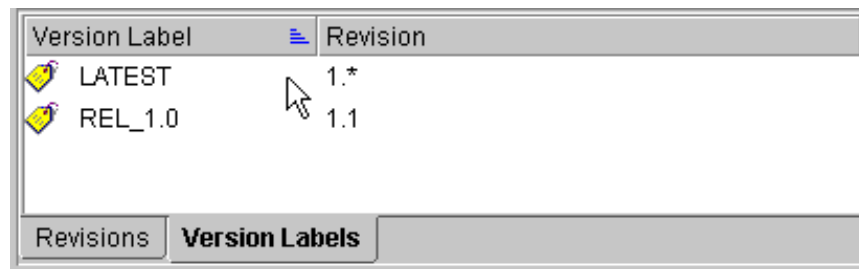 Version Label Revision
LATEST 1.*
REL_1.0 1.1
Revisions Version Labels